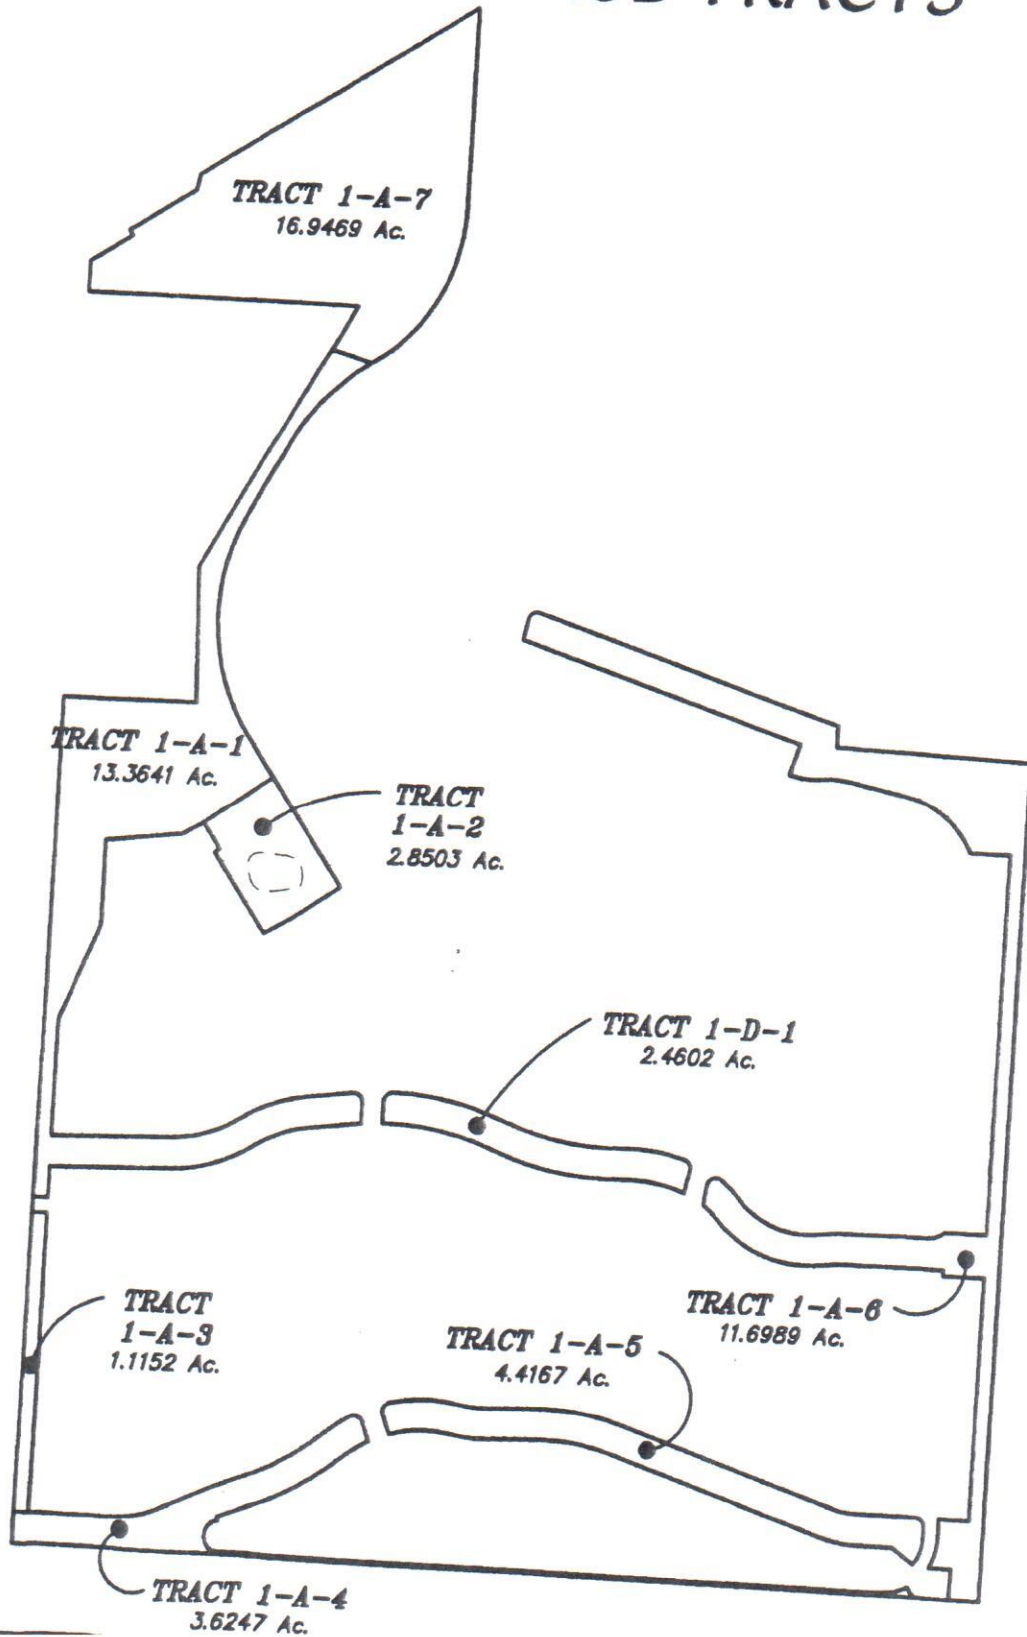 TRACTS
TRACT 1-A-7
16.9469 Ac.
TRACT 1-A-1
13.3641 Ac.
TRACT
1-A-2
2.8503 Ac.
TRACT 1-D-1
2.4602 Ac.
TRACT
1-A-3
1.1152 Ac.
TRACT 1-A-5
4.4167 Ac.
TRACT 1-A-6
11.6989 Ac.
TRACT 1-A-4
3.6247 Ac.